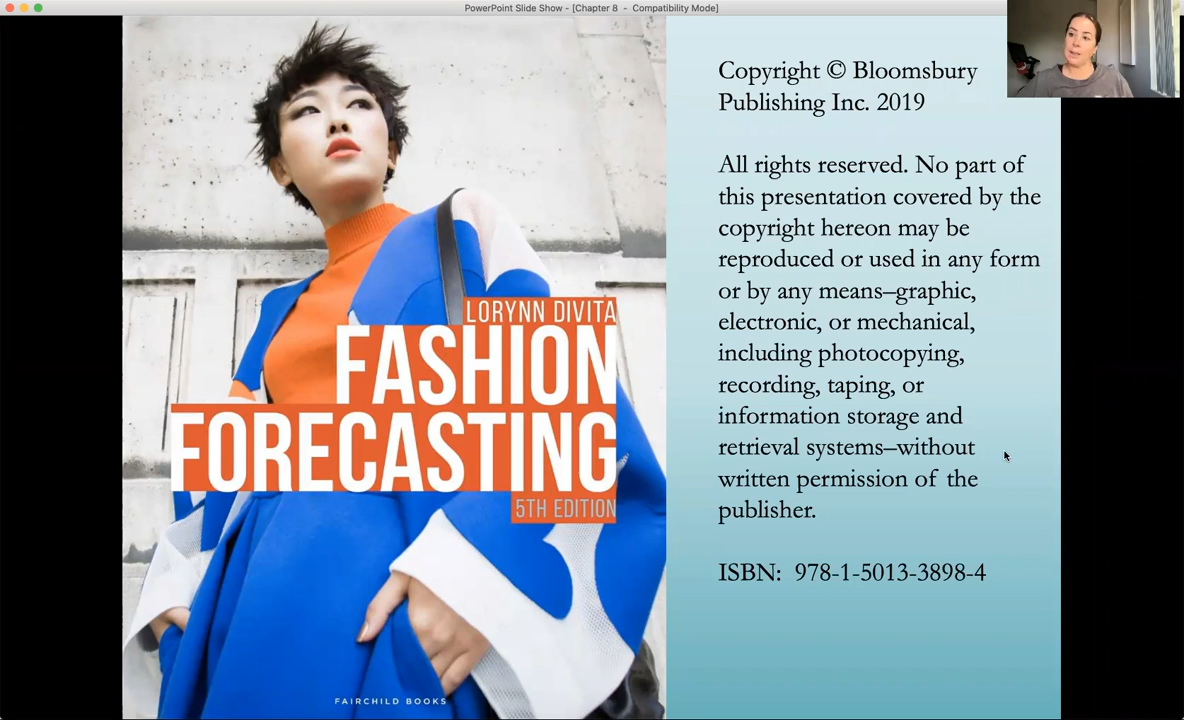 PowerPoint Slide Show - [Chapter 8 - Compatibility Mode]
LORYNN DIVITA
FASHION
FORECASTING
5TH EDITION
FAIRCHILD BOOKS
Copyright © Bloomsbury
Publishing Inc. 2019
All rights reserved. No part of
this presentation covered by the
copyright hereon may be
reproduced or used in any form
or by any means–graphic,
electronic, or mechanical,
including photocopying,
recording, taping, or
information storage and
retrieval systems–without
written permission of the
publisher.
ISBN: 978-1-5013-3898-4